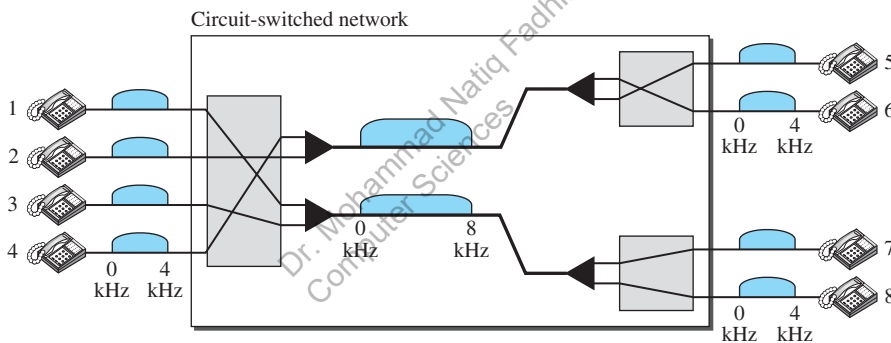 Circuit-switched network
1
2
3
4
0
kHz
4
kHz
0
kHz
8
kHz
5
6
0
kHz
4
kHz
7
8
0
kHz
4
kHz
Dr. Mohammad Natiq Fadhi
Computer Sciences